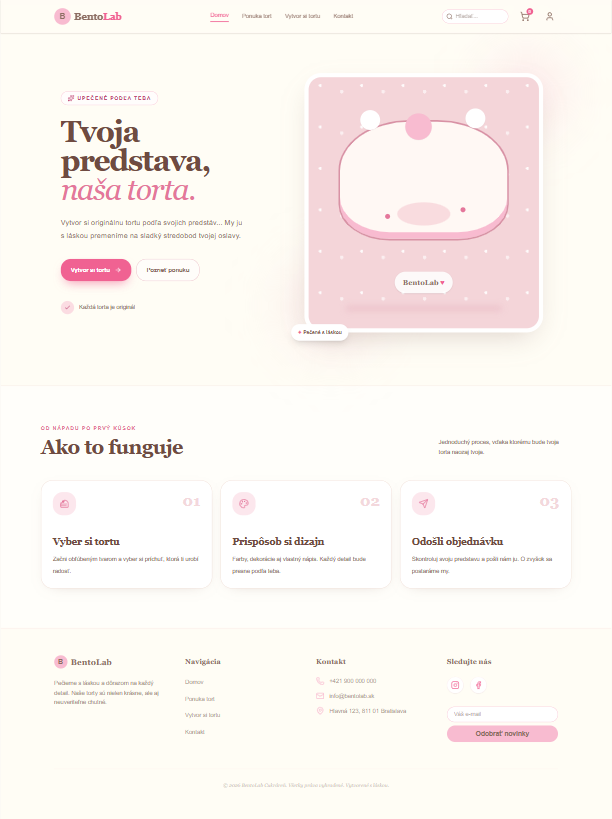 B BentoLab
Domov Ponuka tort Vytvor si tortu Kontakt
Hľadať...
0
UPEČENÉ PODĽA TEBA
Tvoja
predstava,
naša torta.
Vytvor si originálnu tortu podľa svojich predstáv... My ju
s láskou premeníme na sladký stredobod tvojej oslavy.
Vytvor si tortu →
Pozrieť ponuku
Každá torta je originál
BentoLab ♥
Pečené s láskou
OD NÁPADU PO PRVÝ KÚSOK
Ako to funguje
Jednoduchý proces, vďaka ktorému bude tvoja
torta naozaj tvoja.
01
Vyber si tortu
Začni obľúbeným tvarom a vyber si príchuť, ktorá ti urobí
radosť.
02
Prispôsob si dizajn
Farby, dekorácie aj vlastný nápis. Každý detail bude
presne podľa teba.
03
Odošli objednávku
Skontroluj svoju predstavu a pošli nám ju. O zvyšok sa
postaráme my.
B BentoLab
Pečieme s láskou a dôrazom na každý
detail. Naše torty sú nielen krásne, ale aj
neuveriteľne chutné.
Navigácia
Domov
Ponuka tort
Vytvor si tortu
Kontakt
Kontakt
+421 900 000 000
info@bentolab.sk
Hlavná 123, 811 01 Bratislava
Sledujte nás
Váš e-mail
Odoberať novinky